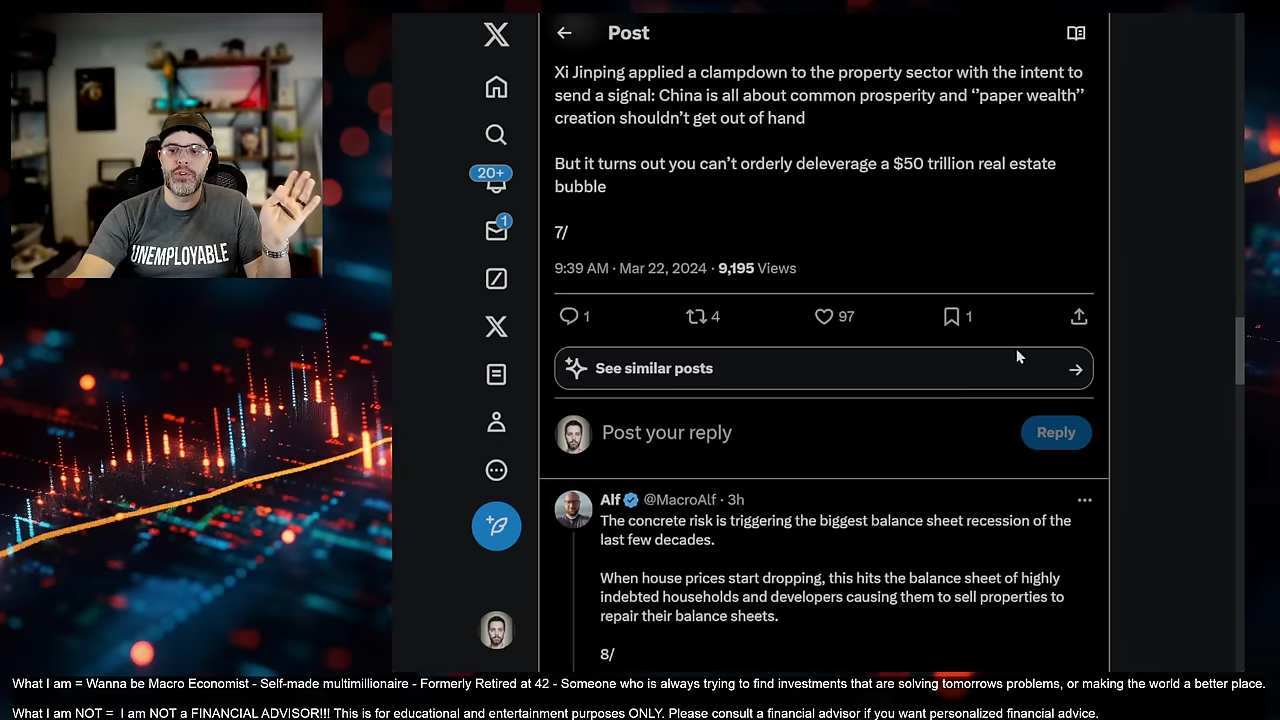 Post
Xi Jinping applied a clampdown to the property sector with the intent to
send a signal: China is all about common prosperity and ‘’paper wealth’’
creation shouldn’t get out of hand
But it turns out you can’t orderly deleverage a $50 trillion real estate
bubble
7/
9:39 AM · Mar 22, 2024 · 9,195 Views
1
4
97
1
See similar posts
Post your reply
Reply
Alf @MacroAlf · 3h
The concrete risk is triggering the biggest balance sheet recession of the
last few decades.
When house prices start dropping, this hits the balance sheet of highly
indebted households and developers causing them to sell properties to
repair their balance sheets.
8/
20+
1
UNEMPLOYABLE
What I am = Wanna be Macro Economist - Self-made multimillionaire - Formerly Retired at 42 - Someone who is always trying to find investments that are solving tomorrows problems, or making the world a better place.
What I am NOT = I am NOT a FINANCIAL ADVISOR!!! This is for educational and entertainment purposes ONLY. Please consult a financial advisor if you want personalized financial advice.